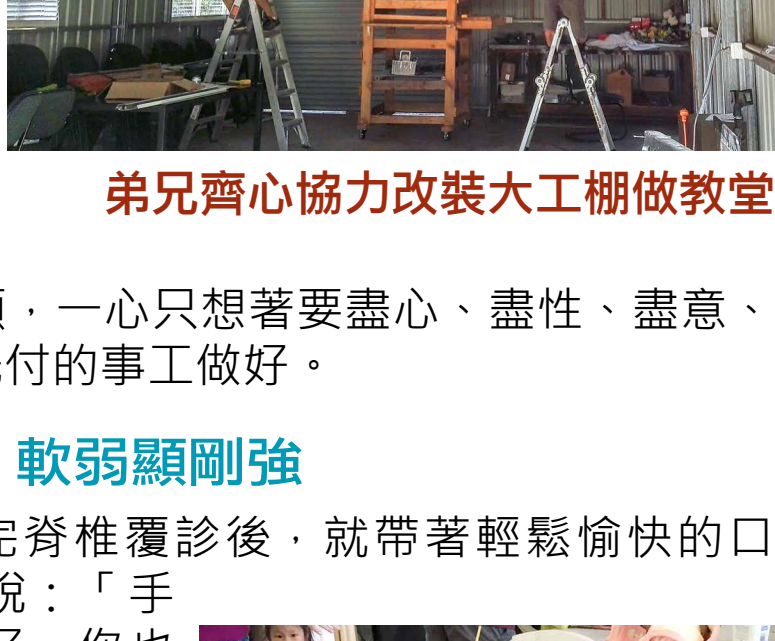 弟兄齊心協力改裝大工棚做教堂
，一心只想著要盡心、盡性、盡意、
付的事工做好。
軟弱顯剛強
脊椎覆診後，就帶著輕鬆愉快的口
說：「手